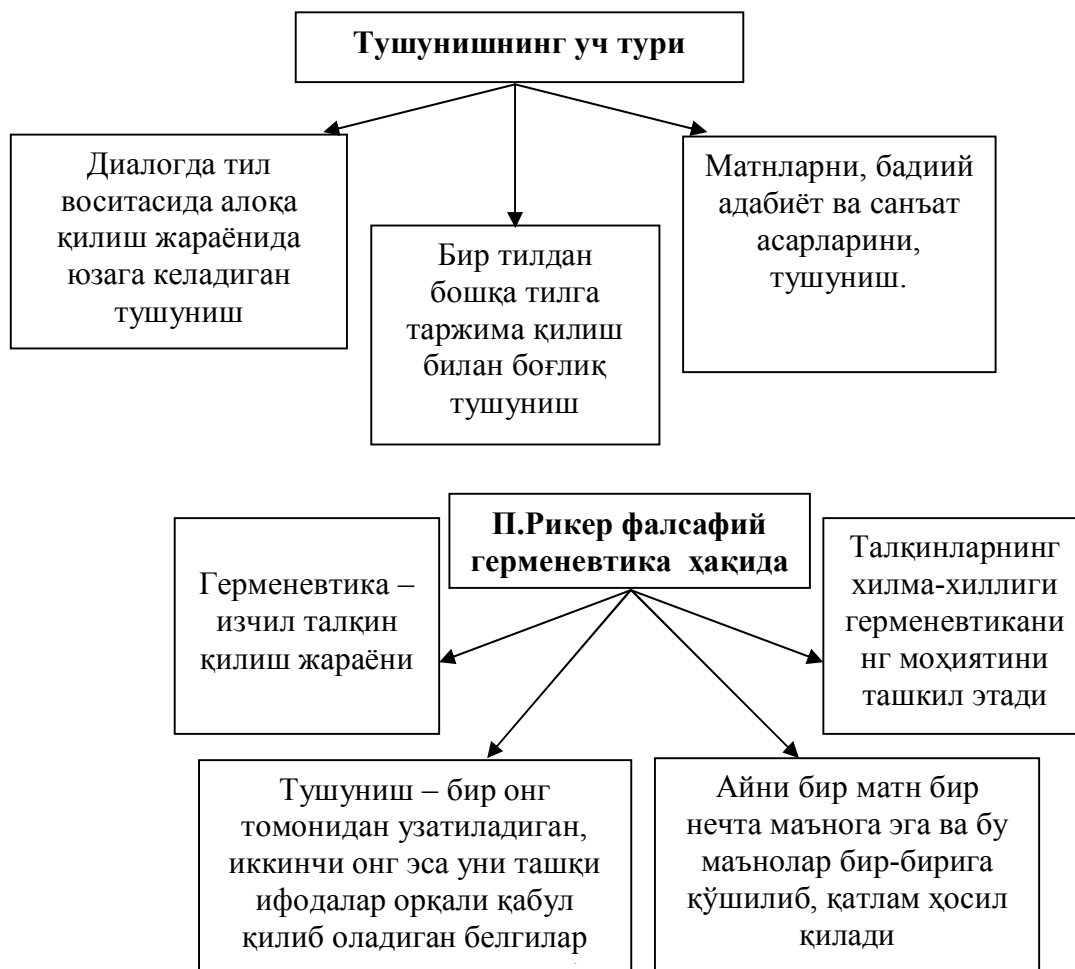 Тушунишнинг уч тури
Диалогда тил
воситасида алоқа
қилиш жараёнида
юзага келадиган
тушуниш
Бир тилдан
бошқа тилга
таржима қилиш
билан боғлиқ
тушуниш
Матнларни, бадиий
адабиёт ва санъат
асарларини,
тушуниш.
П.Рикер фалсафий
герменевтика ҳақида
Герменевтика –
изчил талқин
қилиш жараёни
Талқинларнинг
хилма-хиллиги
герменевтикани
нг моҳиятини
ташкил этади
Тушуниш – бир онг
томонидан узатиладиган,
иккинчи онг эса уни ташқи
ифодалар орқали қабул
қилиб оладиган белгилар
Айни бир матн бир
нечта маънога эга ва бу
маънолар бир-бирига
қўшилиб, қатлам ҳосил
қилади